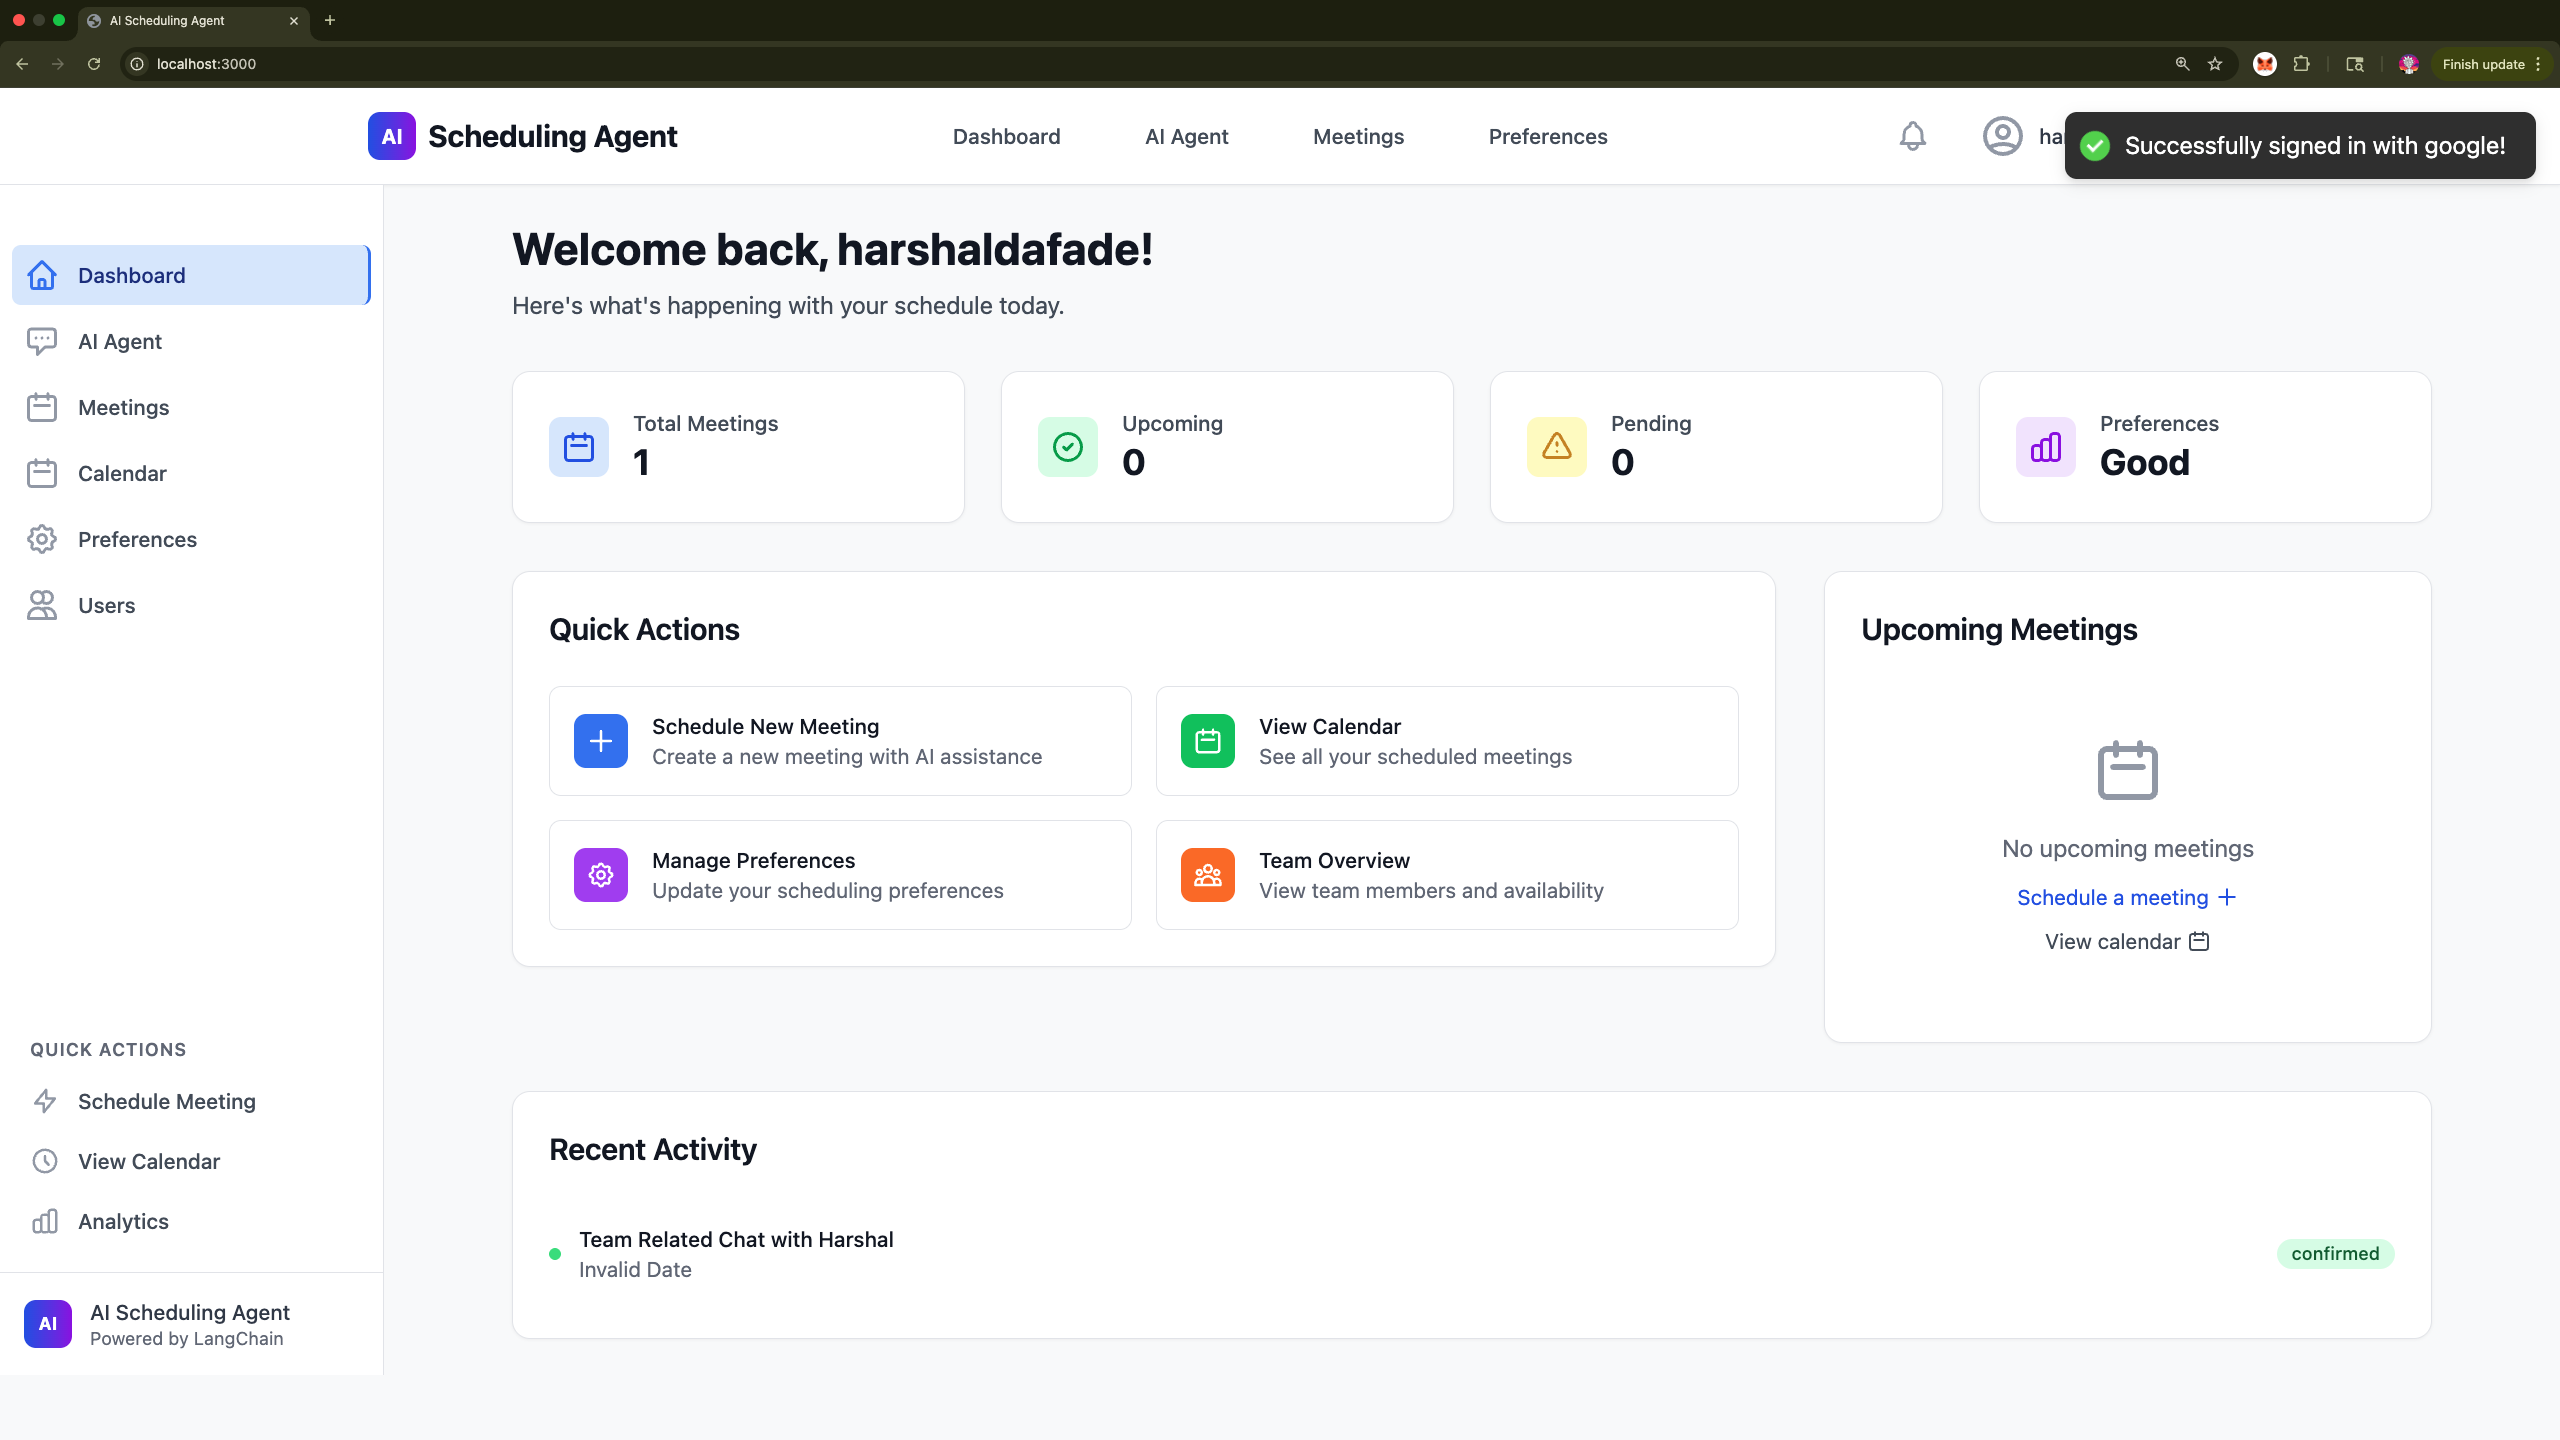 AI Scheduling Agent
localhost:3000
Finish update
AI
Scheduling Agent
Dashboard
AI Agent
Meetings
Preferences
Successfully signed in with google!
Dashboard
AI Agent
Meetings
Calendar
Preferences
Users
QUICK ACTIONS
Schedule Meeting
View Calendar
Analytics
AI
AI Scheduling Agent
Powered by LangChain
Welcome back, harshaldafade!
Here's what's happening with your schedule today.
Total Meetings
1
Upcoming
0
Pending
0
Preferences
Good
Quick Actions
Schedule New Meeting
Create a new meeting with AI assistance
View Calendar
See all your scheduled meetings
Manage Preferences
Update your scheduling preferences
Team Overview
View team members and availability
Upcoming Meetings
No upcoming meetings
Schedule a meeting
View calendar
Recent Activity
Team Related Chat with Harshal
Invalid Date
confirmed